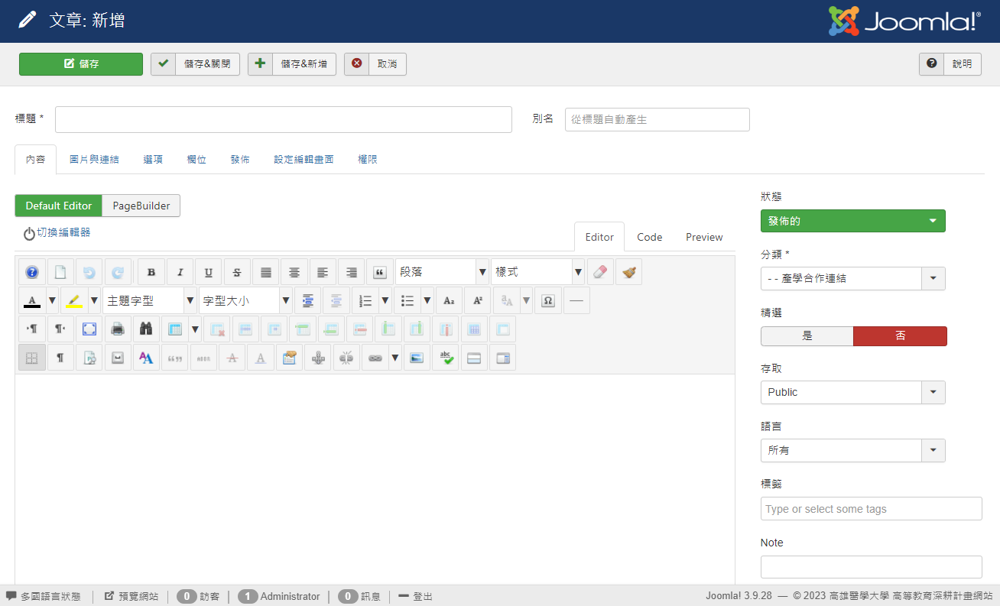 文章: 新增
Joomla!®
儲存
儲存&關閉
儲存&新增
取消
說明
標題 *
別名
從標題自動產生
內容
圖片與連結
選項
欄位
發佈
設定編輯畫面
權限
Default Editor
PageBuilder
切換編輯器
Editor
Code
Preview
段落
樣式
主題字型
字型大小
狀態
發佈的
分類 *
- - 產學合作連結
精選
是
否
存取
Public
語言
所有
標籤
Type or select some tags
Note
多國語言狀態
預覽網站
0 訪客
1 Administrator
0 訊息
登出
Joomla! 3.9.28 — © 2023 高雄醫學大學 高等教育深耕計畫網站